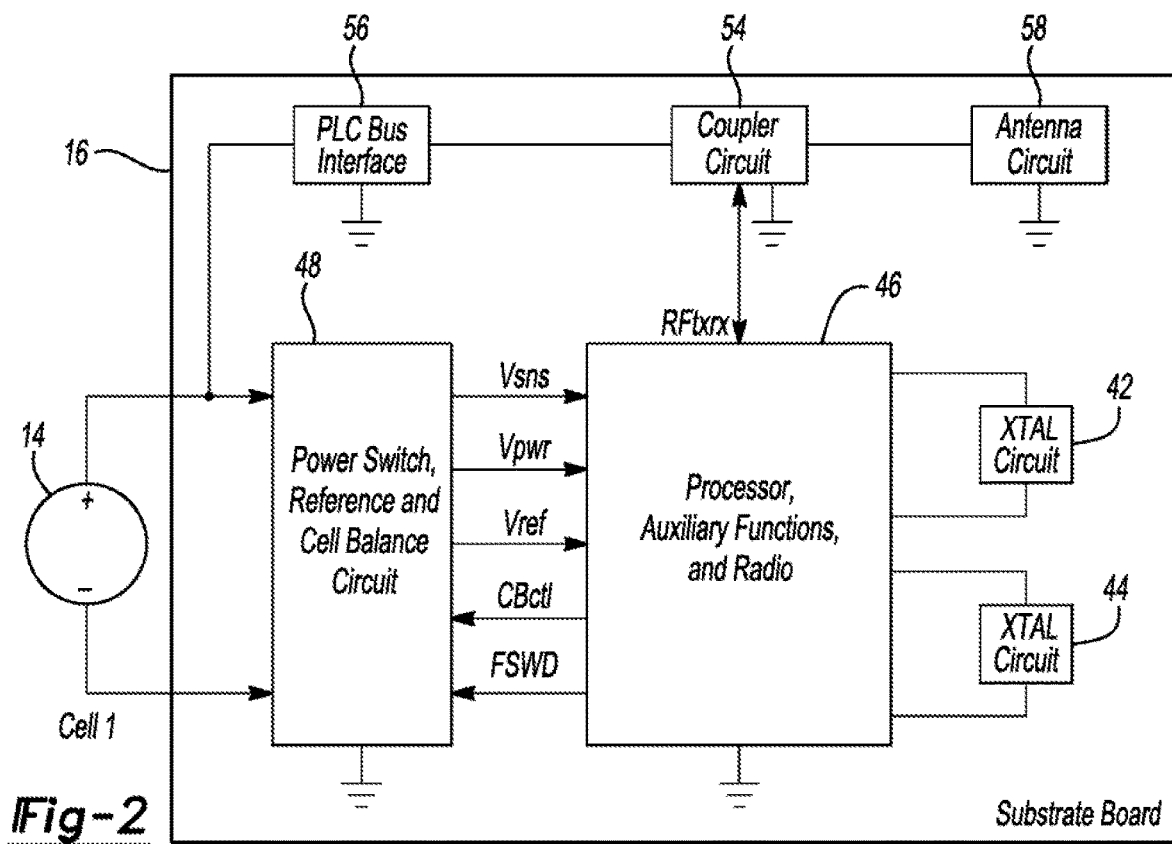 56
54
58
PLC Bus
Interface
Coupler
Circuit
Antenna
Circuit
16
48
46
RFtxrx
14
+
−
Cell 1
Power Switch,
Reference and
Cell Balance
Circuit
Vsns
Vpwr
Vref
CBctl
FSWD
Processor,
Auxiliary Functions,
and Radio
42
XTAL
Circuit
44
XTAL
Circuit
Fig-2
Substrate Board